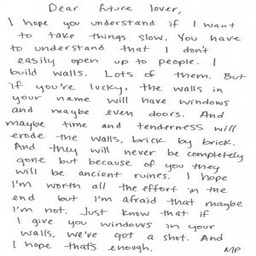 Dear future lover,
I hope you understand if I want
to take things slow. You have
to understand that I don't
easily open up to people. I
build walls. Lots of them. But
if you're lucky, the walls in
your name will have windows
and maybe even doors. And
maybe time and tenderness will
erode the walls, brick by brick.
And they will never be completely
gone but because of you they
will be ancient ruines. I hope
I'm worth all the effort in the
end but I'm afraid that maybe
I'm not. Just know that if
I give you windows in your
walls, we've got a shot. And
I hope that's enough. MP